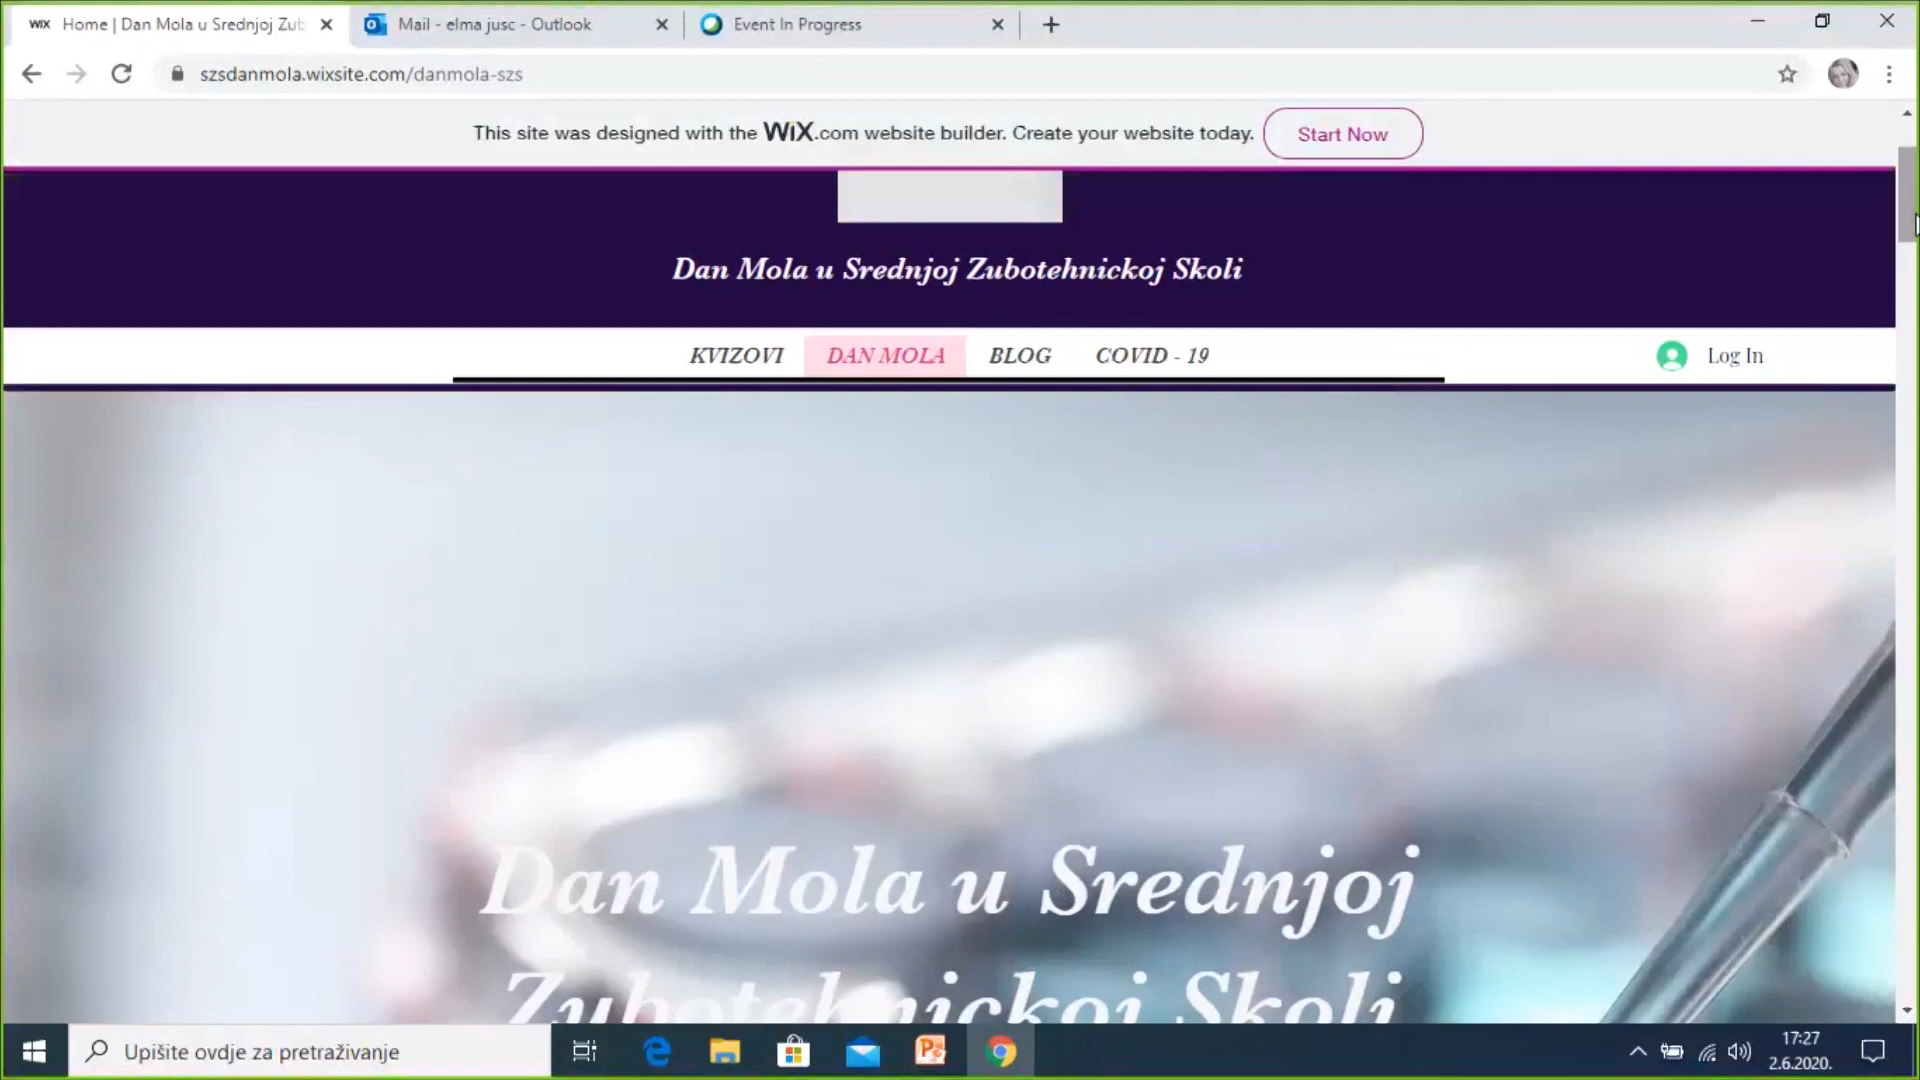 WIX Home | Dan Mola u Srednjoj Zub
Mail - elma jusc - Outlook
Event In Progress
szsdanmola.wixsite.com/danmola-szs
This site was designed with the WiX.com website builder. Create your website today.
Start Now
Dan Mola u Srednjoj Zubotehnickoj Skoli
KVIZOVI
DAN MOLA
BLOG
COVID - 19
Log In
Dan Mola u Srednjoj
Zubotehnickoj Skoli
Upišite ovdje za pretraživanje
17:27
2.6.2020.